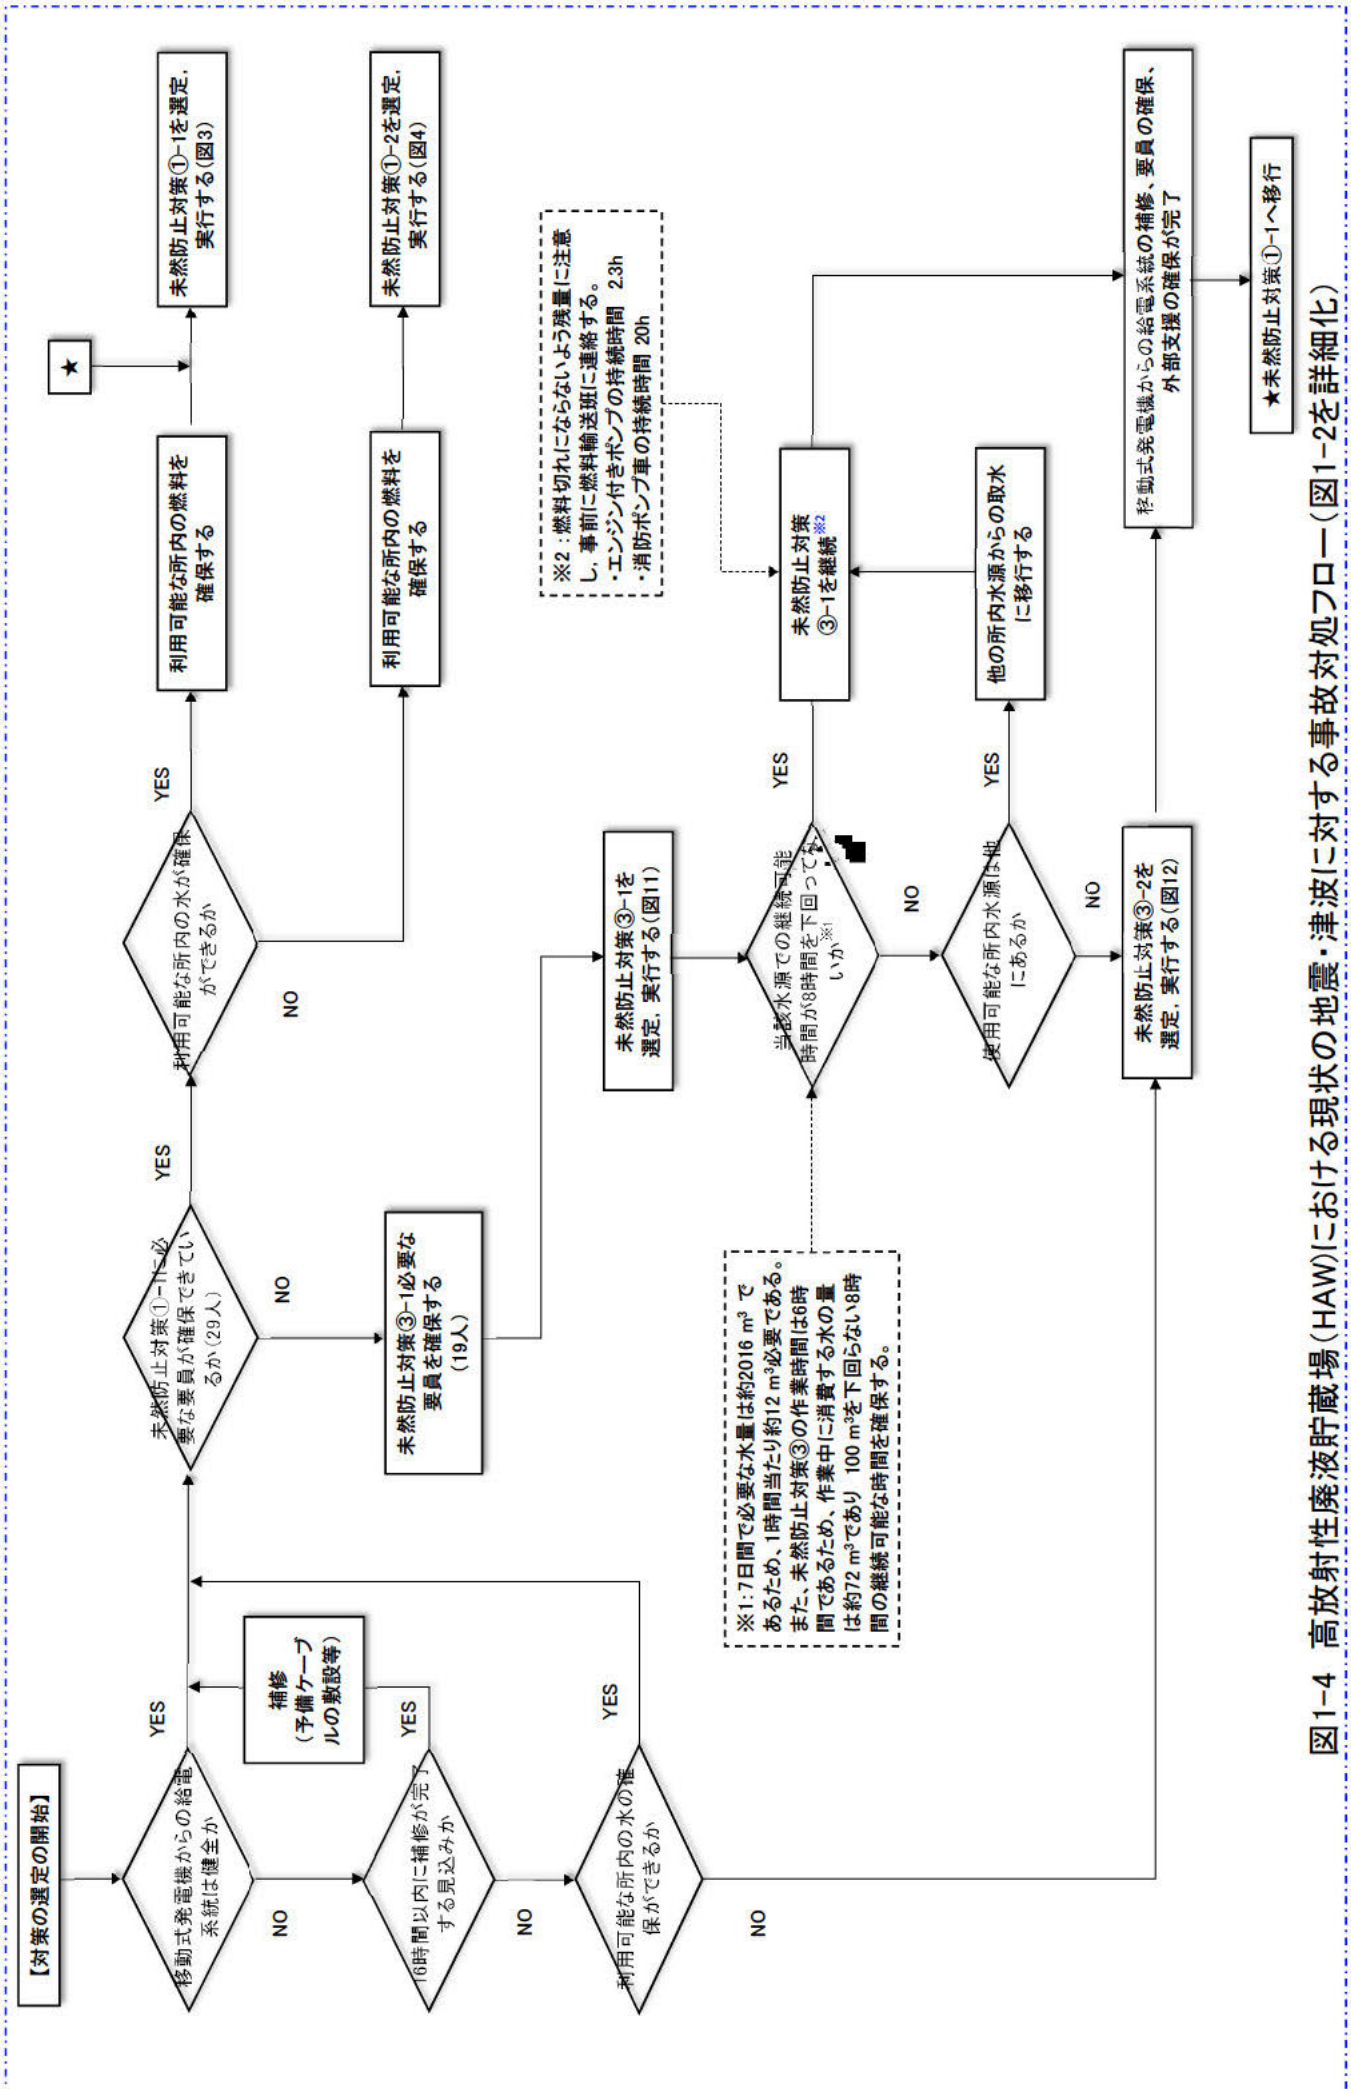 【対策の選定の開始】
移動式発電機からの給電
系統は健全か
YES
NO
補修
(予備ケーブ
ルの敷設等)
16時間以内に補修が完了
する見込みか
YES
NO
利用可能な所内の水の確
保ができるか
YES
NO
未然防止対策①-1に必
要な要員が確保できてい
るか(29人)
YES
NO
未然防止対策③-1必要な
要員を確保する
(19人)
利用可能な所内の水が確保
ができるか
YES
NO
利用可能な所内の燃料を
確保する
★
未然防止対策①-1を選定,
実行する(図3)
利用可能な所内の燃料を
確保する
未然防止対策①-2を選定,
実行する(図4)
未然防止対策③-1を
選定, 実行する(図11)
※1:7日間で必要な水量は約2016 m³ で
あるため、1時間当たり約12 m³必要である。
また、未然防止対策③の作業時間は6時
間であるため、作業中に消費する水の量
は約72 m³であり 100 m³を下回らない8時
間の継続可能な時間を確保する。
当該水源での継続可能
時間が8時間を下回ってな
いか※1
YES
NO
※2:燃料切れにならないよう残量に注意
し, 事前に燃料輸送班に連絡する。
・エンジン付きポンプの持続時間 2.3h
・消防ポンプ車の持続時間 20h
未然防止対策
③-1を継続※2
使用可能な所内水源は他
にあるか
YES
NO
他の所内水源からの取水
に移行する
未然防止対策③-2を
選定, 実行する(図12)
移動式発電機からの給電系統の補修、要員の確保、
外部支援の確保が完了
★未然防止対策①-1へ移行
図1-4 高放射性廃液貯蔵場(HAW)における現状の地震・津波に対する事故対処フロー(図1-2を詳細化)